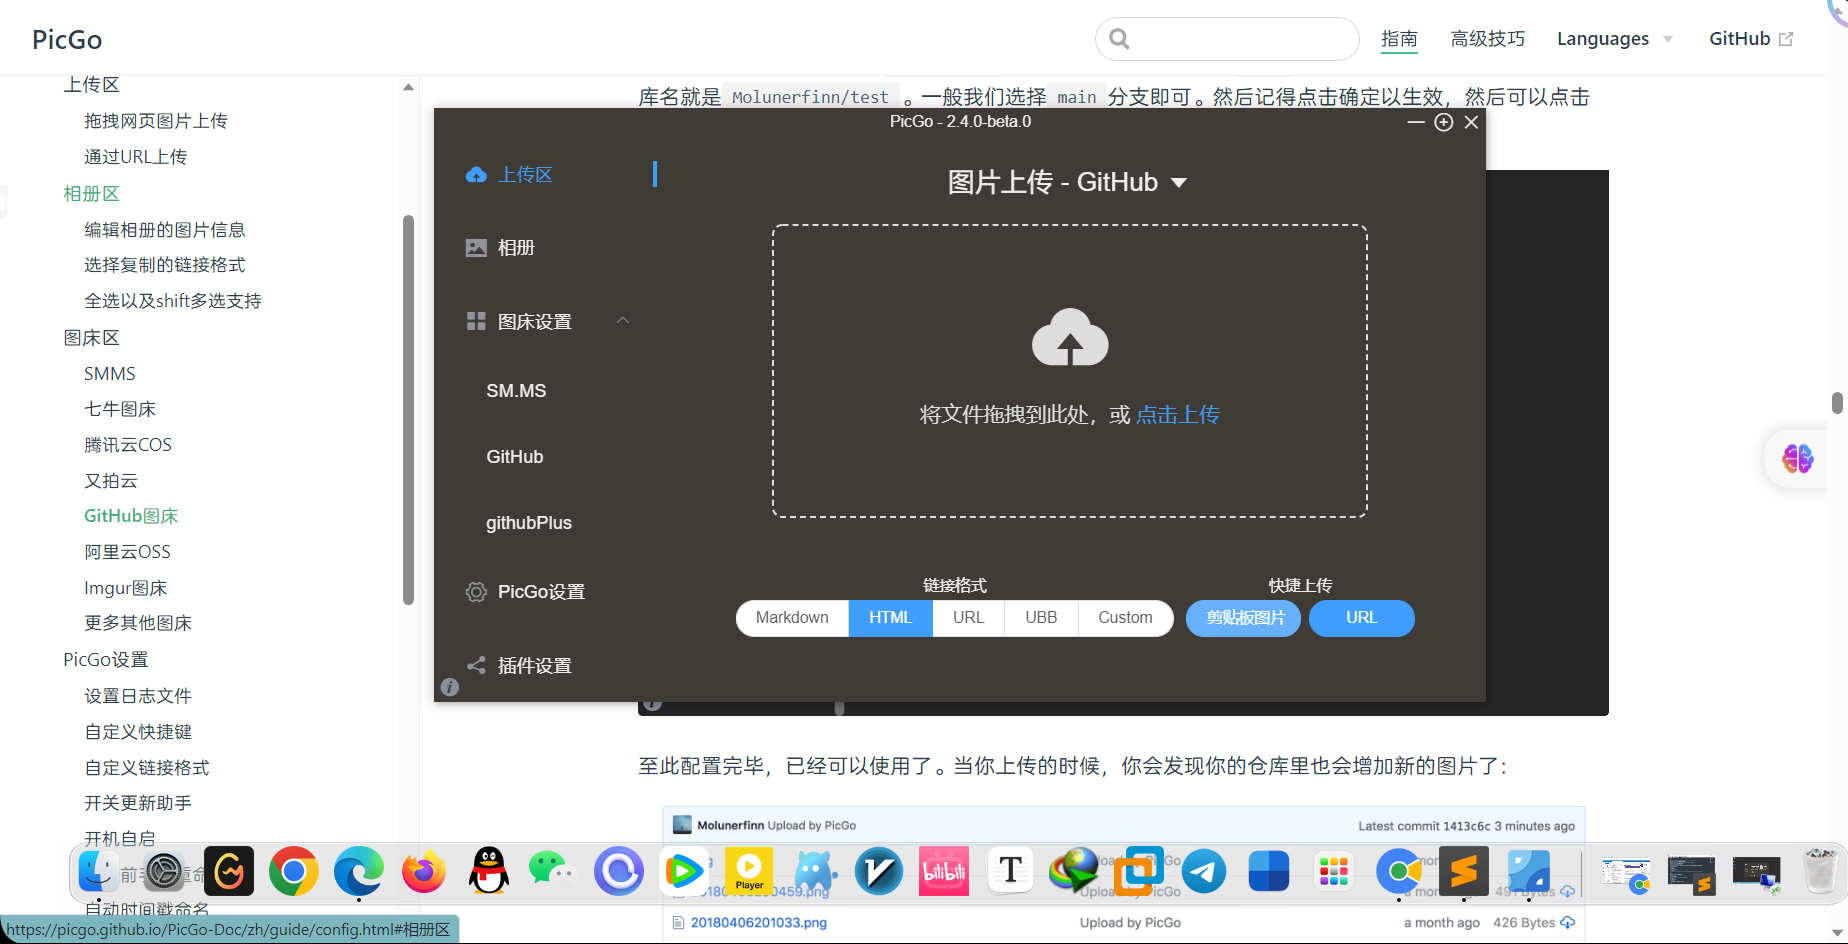 PicGo
指南
高级技巧
Languages
GitHub
上传区
拖拽网页图片上传
通过URL上传
相册区
编辑相册的图片信息
选择复制的链接格式
全选以及shift多选支持
图床区
SMMS
七牛图床
腾讯云COS
又拍云
GitHub图床
阿里云OSS
Imgur图床
更多其他图床
PicGo设置
设置日志文件
自定义快捷键
自定义链接格式
开关更新助手
开机自启
自动时间戳命名
https://picgo.github.io/PicGo-Doc/zh/guide/config.html#相册区
库名就是 Molunerfinn/test 。一般我们选择 main 分支即可。然后记得点击确定以生效，然后可以点击
PicGo - 2.4.0-beta.0
上传区
相册
图床设置
SM.MS
GitHub
githubPlus
PicGo设置
插件设置
图片上传 - GitHub
将文件拖拽到此处，或 点击上传
链接格式
快捷上传
Markdown
HTML
URL
UBB
Custom
剪贴板图片
URL
至此配置完毕，已经可以使用了。当你上传的时候，你会发现你的仓库里也会增加新的图片了：
Molunerfinn Upload by PicGo
Latest commit 1413c6c 3 minutes ago
Player
bilibili
T
Upload by PicGo
20180406201033.png
Upload by PicGo
a month ago
426 Bytes